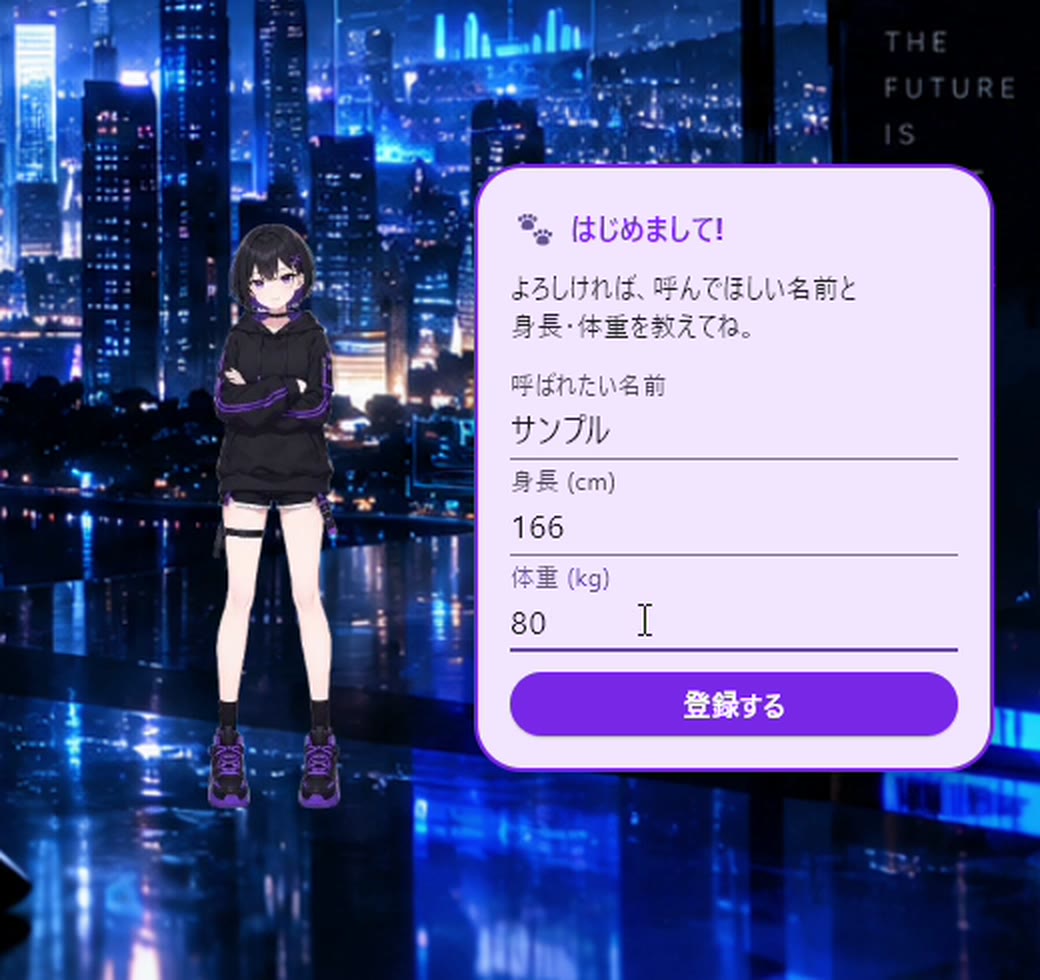 THE
FUTURE
IS
はじめまして!
よろしければ、呼んでほしい名前と
身長・体重を教えてね。
呼ばれたい名前
サンプル
身長 (cm)
166
体重 (kg)
80
登録する